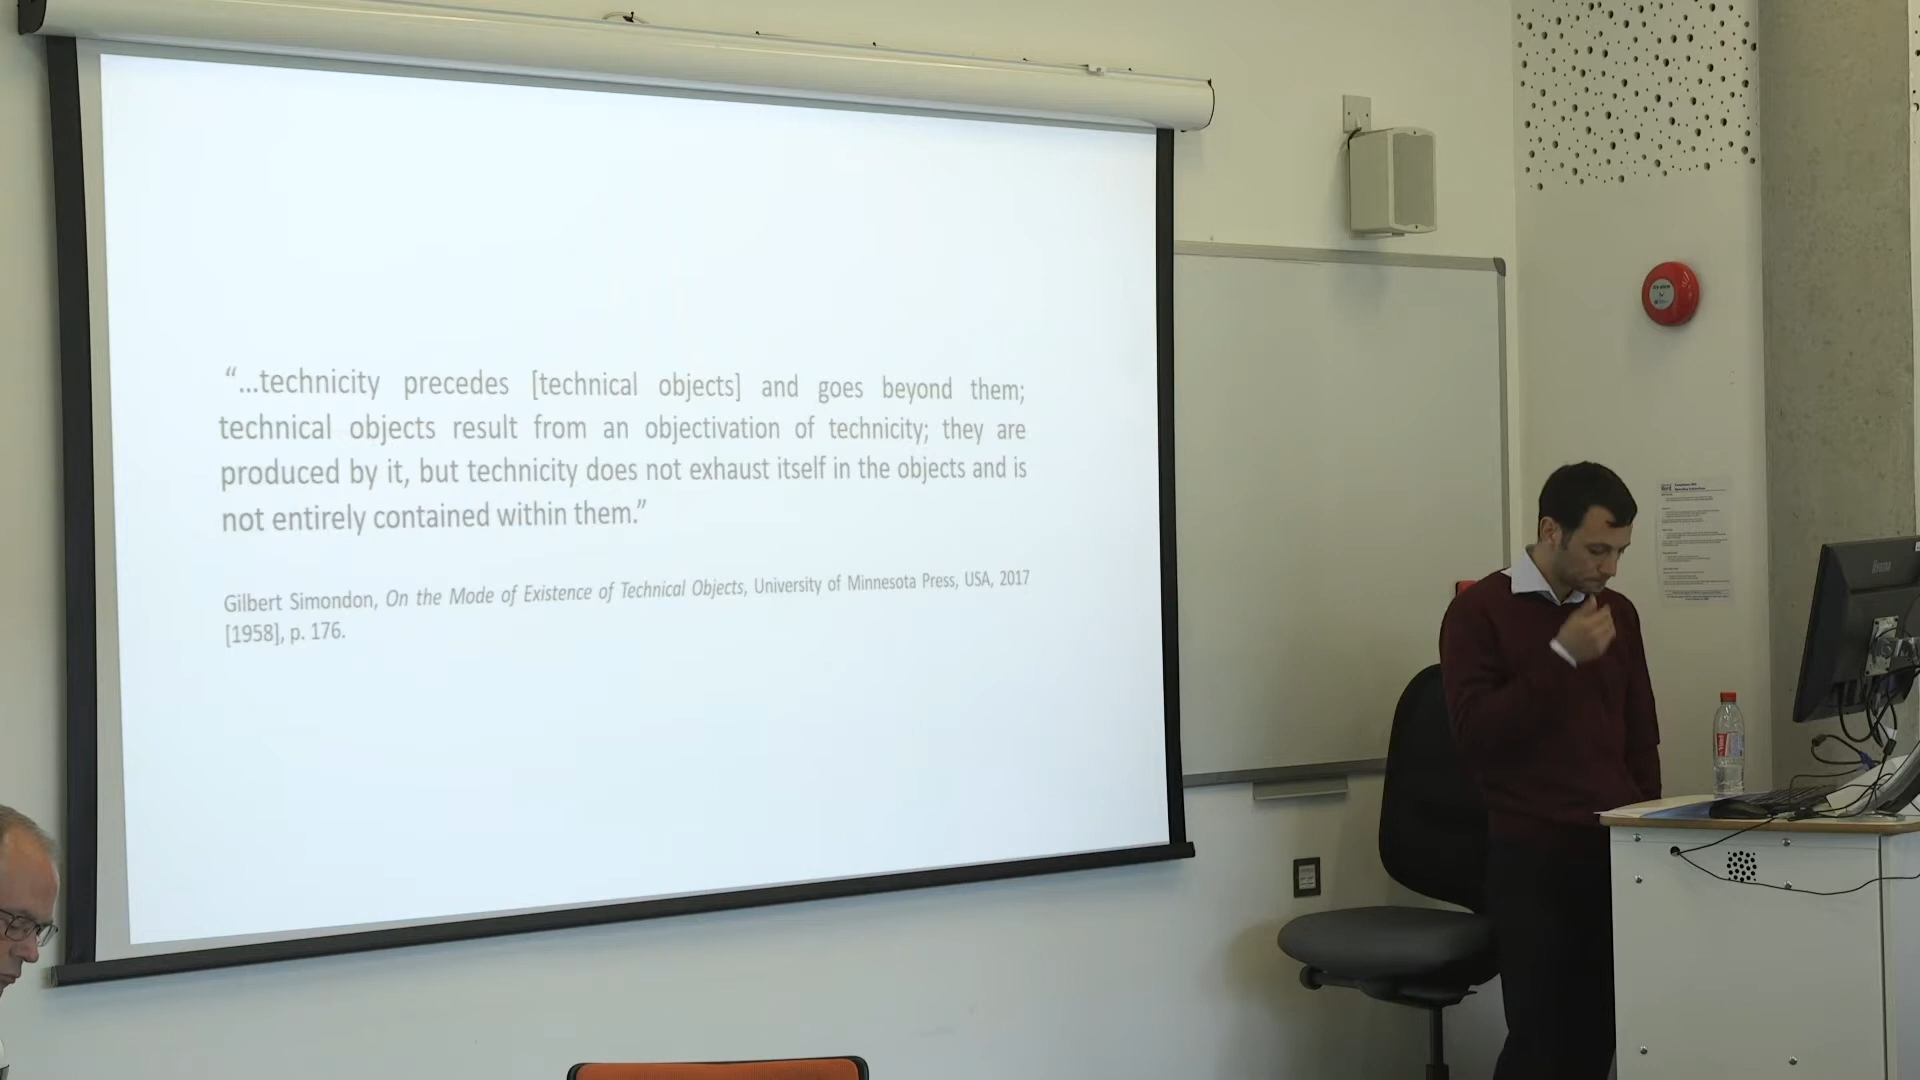 “...technicity precedes [technical objects] and goes beyond them;
technical objects result from an objectivation of technicity; they are
produced by it, but technicity does not exhaust itself in the objects and is
not entirely contained within them.”
Gilbert Simondon, On the Mode of Existence of Technical Objects, University of Minnesota Press, USA, 2017
[1958], p. 176.